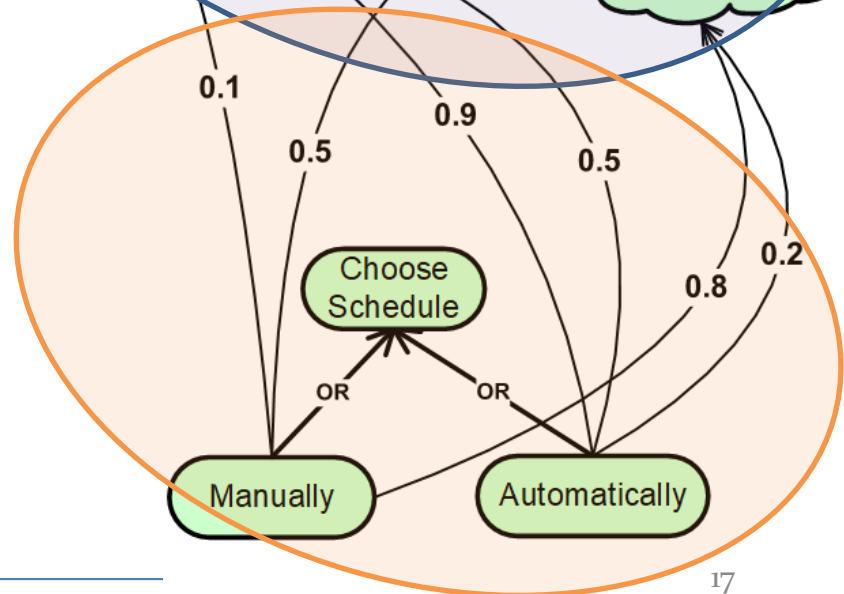 0.1
0.9
0.5
0.5
0.2
0.8
Choose
Schedule
OR
OR
Manually
Automatically
17